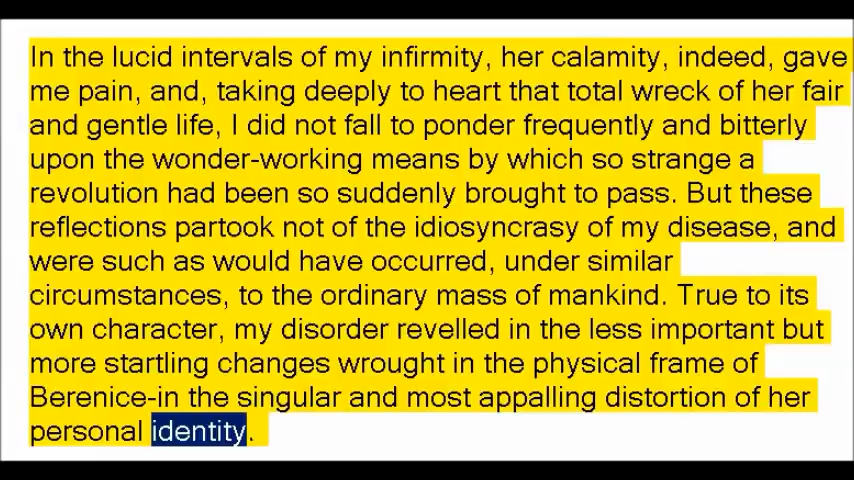 In the lucid intervals of my infirmity, her calamity, indeed, gave
me pain, and, taking deeply to heart that total wreck of her fair
and gentle life, I did not fall to ponder frequently and bitterly
upon the wonder-working means by which so strange a
revolution had been so suddenly brought to pass. But these
reflections partook not of the idiosyncrasy of my disease, and
were such as would have occurred, under similar
circumstances, to the ordinary mass of mankind. True to its
own character, my disorder revelled in the less important but
more startling changes wrought in the physical frame of
Berenice-in the singular and most appalling distortion of her
personal identity.